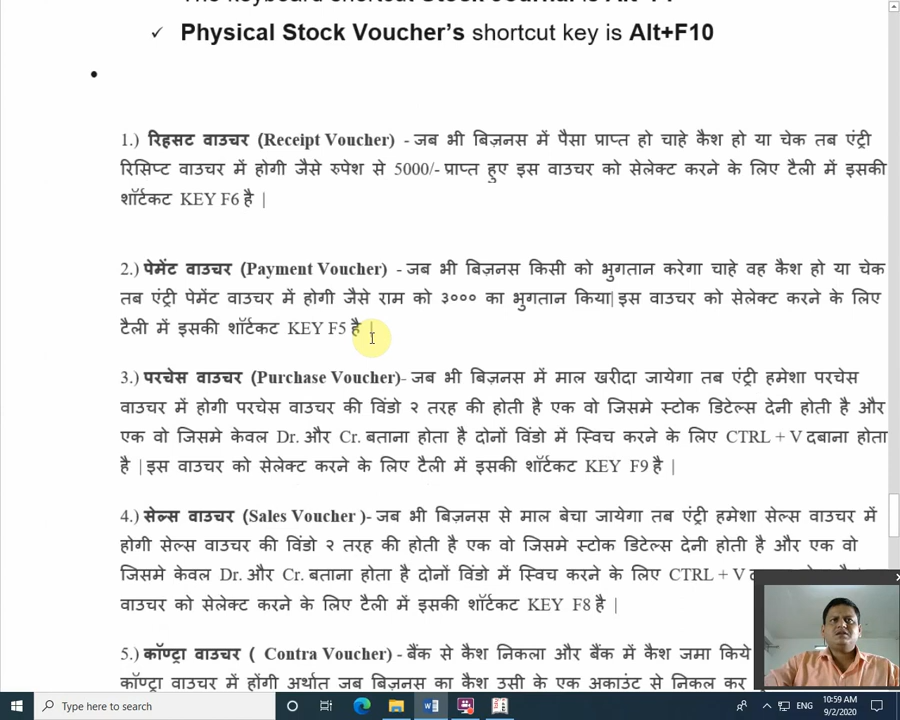 Physical Stock Voucher's shortcut key is Alt+F10
1.) रिहसट वाउचर (Receipt Voucher) - जब भी बिज़नस में पैसा प्राप्त हो चाहे कैश हो या चेक तब एंट्री
रिसिप्ट वाउचर में होगी जैसे रुपेश से 5000/- प्राप्त हुए इस वाउचर को सेलेक्ट करने के लिए टैली में इसकी
शॉर्टकट KEY F6 है |
2.) पेमेंट वाउचर (Payment Voucher) - जब भी बिज़नस किसी को भुगतान करेगा चाहे वह कैश हो या चेक
तब एंट्री पेमेंट वाउचर में होगी जैसे राम को ३००० का भुगतान किया| इस वाउचर को सेलेक्ट करने के लिए
टैली में इसकी शॉर्टकट KEY F5 है |
3.) परचेस वाउचर (Purchase Voucher)- जब भी बिज़नस में माल खरीदा जायेगा तब एंट्री हमेशा परचेस
वाउचर में होगी परचेस वाउचर की विंडो २ तरह की होती है एक वो जिसमे स्टोक डिटेल्स देनी होती है और
एक वो जिसमे केवल Dr. और Cr. बताना होता है दोनों विंडो में स्विच करने के लिए CTRL + V दबाना होता
है | इस वाउचर को सेलेक्ट करने के लिए टैली में इसकी शॉर्टकट KEY F9 है |
4.) सेल्स वाउचर (Sales Voucher )- जब भी बिज़नस से माल बेचा जायेगा तब एंट्री हमेशा सेल्स वाउचर में
होगी सेल्स वाउचर की विंडो २ तरह की होती है एक वो जिसमे स्टोक डिटेल्स देनी होती है और एक वो
जिसमे केवल Dr. और Cr. बताना होता है दोनों विंडो में स्विच करने के लिए CTRL + V
वाउचर को सेलेक्ट करने के लिए टैली में इसकी शॉर्टकट KEY F8 है |
5.) कॉण्ट्रा वाउचर ( Contra Voucher) - बैंक से कैश निकला और बैंक में कैश जमा किये
कॉण्ट्रा वाउचर में होंगी अर्थात जब बिज़नस का कैश उसी के एक अकाउंट से निकल कर
Type here to search
ENG
10:59 AM
9/2/2020